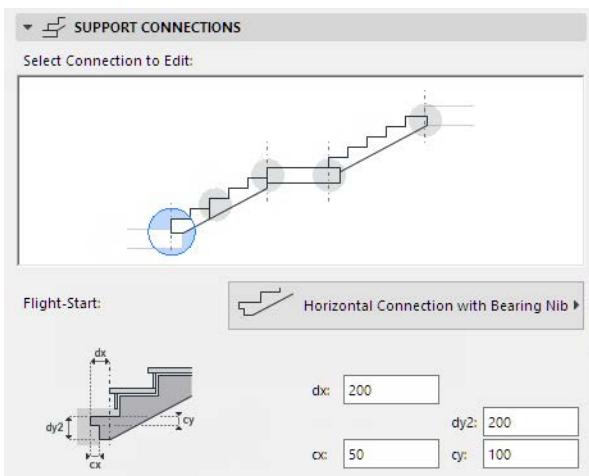 SUPPORT CONNECTIONS
Select Connection to Edit:
Flight-Start:
Horizontal Connection with Bearing Nib
dx
dy2
cy
cx
dx: 200
dy2: 200
cx: 50
cy: 100